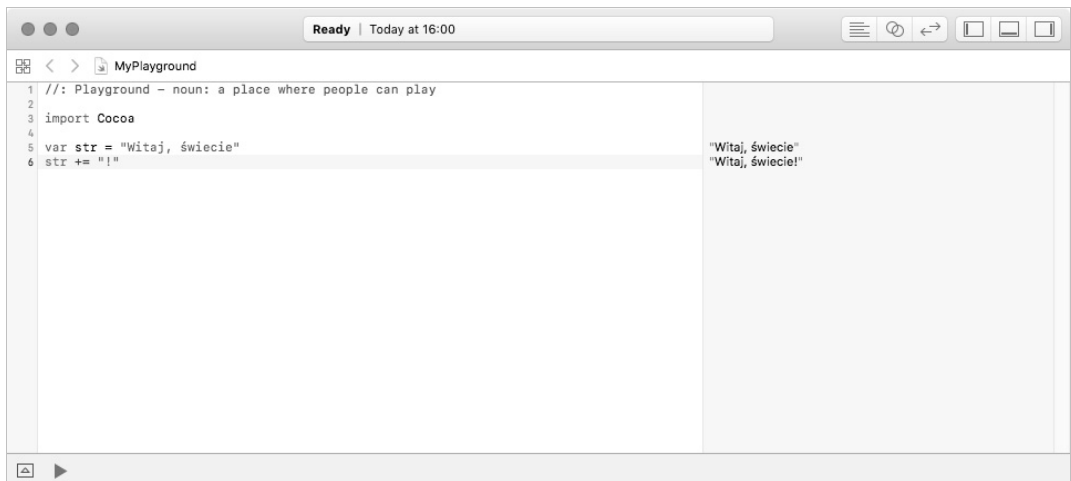 Ready | Today at 16:00
MyPlayground
1 //: Playground – noun: a place where people can play
2
3 import Cocoa
4
5 var str = "Witaj, świecie"
6 str += "!"
"Witaj, świecie"
"Witaj, świecie!"